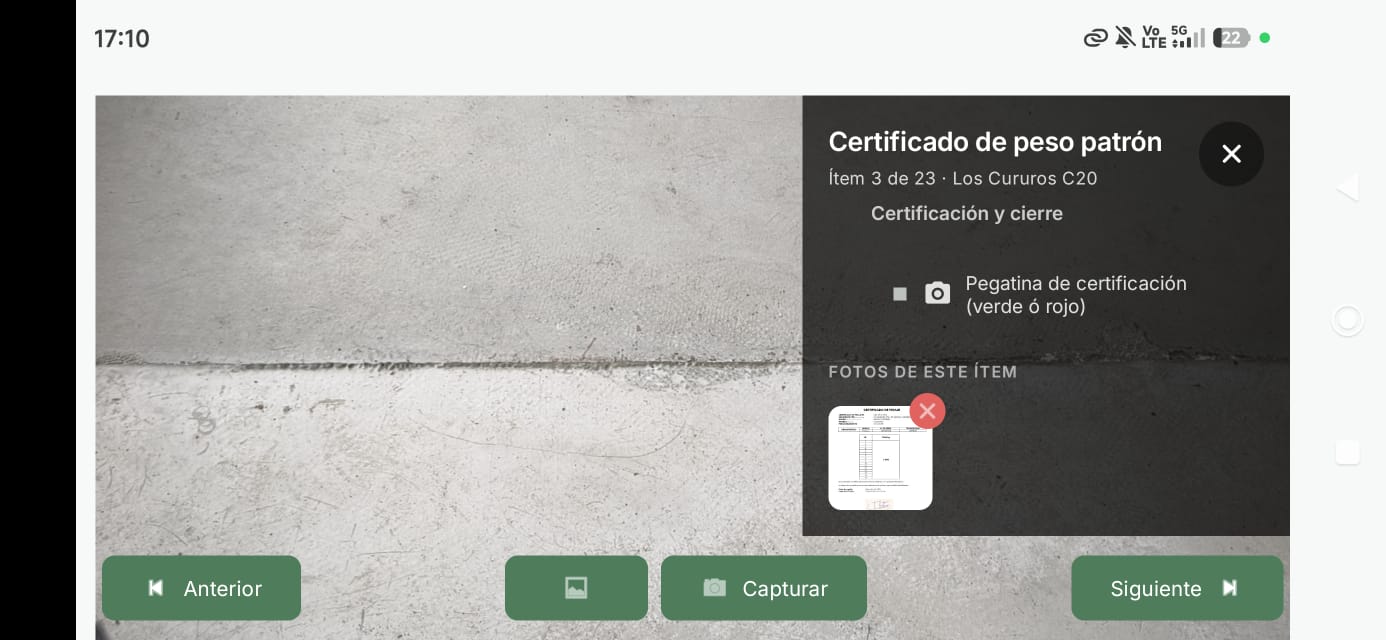 17:10
Vo LTE 5G 22
Certificado de peso patrón
Ítem 3 de 23 · Los Cururos C20
Certificación y cierre
Pegatina de certificación
(verde ó rojo)
FOTOS DE ESTE ÍTEM
Anterior
Capturar
Siguiente